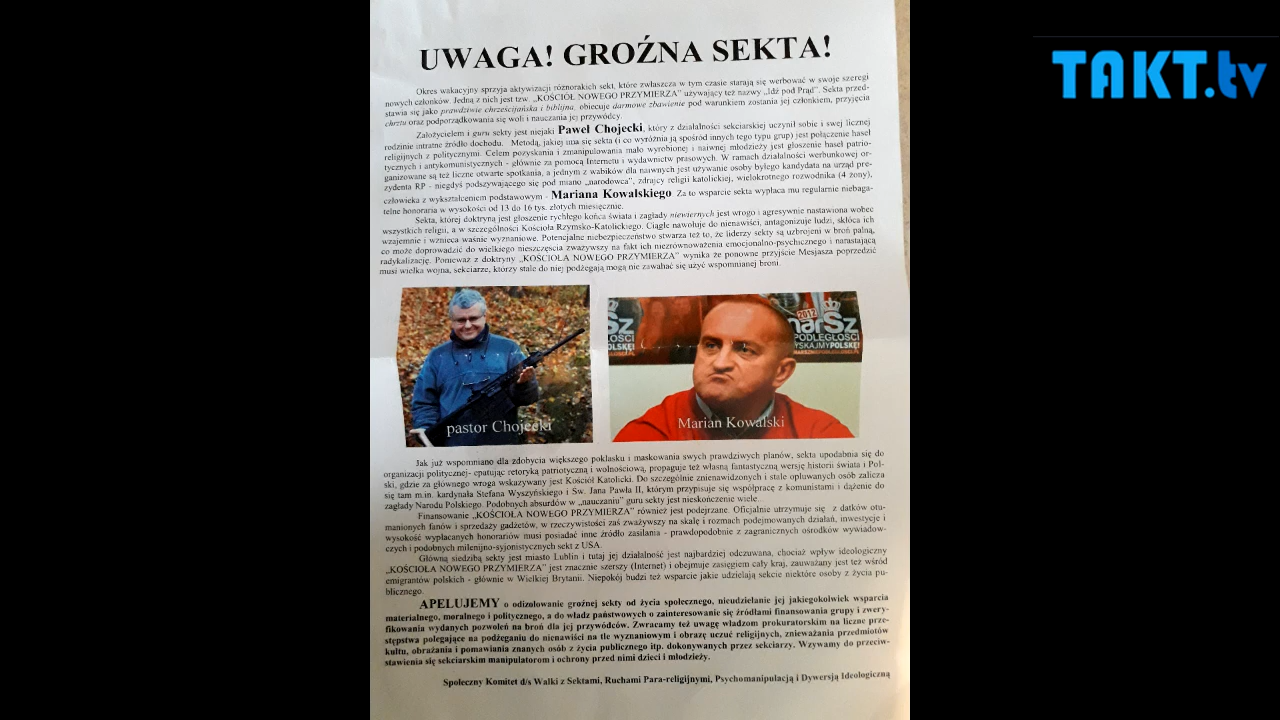 UWAGA! GROŹNA SEKTA!
TAKT.tv
Okres wakacyjny sprzyja aktywizacji różnorakich sekt, które zwłaszcza w tym czasie starają się werbować w swoje szeregi
nowych członków. Jedną z nich jest tzw. „KOŚCIÓŁ NOWEGO PRZYMIERZA” używający też nazwy „Idź pod Prąd”. Sekta przed-
stawia się jako prawdziwie chrześcijańska i biblijna, obiecuje darmowe zbawienie pod warunkiem zostania jej członkiem, przyjęcia
chrztu oraz podporządkowania się woli i nauczania jej przywódcy.
Założycielem i guru sekty jest niejaki Paweł Chojecki, który z działalności sekciarskiej uczynił sobie i swej licznej
rodzinie intratne źródło dochodu. Metodą, jakiej ima się sekta (i co wyróżnia ją spośród innych tego typu grup) jest połączenie haseł
religijnych z politycznymi. Celem pozyskania i zmanipulowania mało wyrobionej i naiwnej młodzieży jest głoszenie haseł patrio-
tycznych i antykomunistycznych - głównie za pomocą Internetu i wydawnictw prasowych. W ramach działalności werbunkowej or-
ganizowane są też liczne otwarte spotkania, a jednym z wabików dla naiwnych jest używanie osoby byłego kandydata na urząd pre-
zydenta RP - niegdyś podszywającego się pod miano „narodowca”, zdrajcy religii katolickiej, wielokrotnego rozwodnika (4 żony),
człowieka z wykształceniem podstawowym - Mariana Kowalskiego. Za to wsparcie sekta wypłaca mu regularnie niebaga-
telne honoraria w wysokości od 13 do 16 tys. złotych miesięcznie.
Sekta, której doktryną jest głoszenie rychłego końca świata i zagłady niewiernych jest wrogo i agresywnie nastawiona wobec
wszystkich religii, a w szczególności Kościoła Rzymsko-Katolickiego. Ciągle nawołuje do nienawiści, antagonizuje ludzi, skłóca ich
wzajemnie i wznieca waśnie wyznaniowe. Potencjalne niebezpieczeństwo stwarza też to, że liderzy sekty są uzbrojeni w broń palną,
co może doprowadzić do wielkiego nieszczęścia zważywszy na fakt ich niezrównoważenia emocjonalno-psychicznego i narastającą
radykalizację. Ponieważ z doktryny „KOŚCIOŁA NOWEGO PRZYMIERZA” wynika że ponowne przyjście Mesjasza poprzedzić
musi wielka wojna, sekciarze, którzy stale do niej podżegają mogą nie zawahać się użyć wspomnianej broni.
2012
marsz
PODLEGŁOŚCI
YSKAJMYPOLSKĘ!
pastor Chojecki
Marian Kowalski
Jak już wspomniano dla zdobycia większego poklasku i maskowania swych prawdziwych planów, sekta upodabnia się do
organizacji politycznej- epatując retoryką patriotyczną i wolnościową, propaguje też własną fantastyczną wersję historii świata i Pol-
ski, gdzie za głównego wroga wskazywany jest Kościół Katolicki. Do szczególnie znienawidzonych i stale opluwanych osób zalicza
się tam m.in. kardynała Stefana Wyszyńskiego i Św. Jana Pawła II, którym przypisuje się współpracę z komunistami i dążenie do
zagłady Narodu Polskiego. Podobnych absurdów w „nauczaniu” guru sekty jest nieskończenie wiele...
Finansowanie „KOŚCIOŁA NOWEGO PRZYMIERZA” również jest podejrzane. Oficjalnie utrzymuje się z datków otu-
manionych fanów i sprzedaży gadżetów, w rzeczywistości zaś zważywszy na skalę i rozmach podejmowanych działań, inwestycje i
wysokość wypłacanych honorariów musi posiadać inne źródło zasilania - prawdopodobnie z zagranicznych ośrodków wywiadow-
czych i podobnych milenijno-syjonistycznych sekt z USA.
Główną siedzibą sekty jest miasto Lublin i tutaj jej działalność jest najbardziej odczuwana, chociaż wpływ ideologiczny
„KOŚCIOŁA NOWEGO PRZYMIERZA” jest znacznie szerszy (Internet) i obejmuje zasięgiem cały kraj, zauważany jest też wśród
emigrantów polskich - głównie w Wielkiej Brytanii. Niepokój budzi też wsparcie jakie udzielają sekcie niektóre osoby z życia pu-
blicznego.
APELUJEMY o odizolowanie groźnej sekty od życia społecznego, nieudzielanie jej jakiegokolwiek wsparcia
materialnego, moralnego i politycznego, a do władz państwowych o zainteresowanie się źródłami finansowania grupy i zwery-
fikowania wydanych pozwoleń na broń dla jej przywódców. Zwracamy też uwagę władzom prokuratorskim na liczne prze-
stępstwa polegające na podżeganiu do nienawiści na tle wyznaniowym i obrazę uczuć religijnych, znieważania przedmiotów
kultu, obrażania i pomawiania znanych osób z życia publicznego itp. dokonywanych przez sekciarzy. Wzywamy do przeciw-
stawienia się sekciarskim manipulatorom i ochrony przed nimi dzieci i młodzieży.
Społeczny Komitet d/s Walki z Sektami, Ruchami Para-religijnymi, Psychomanipulacją i Dywersją Ideologiczną